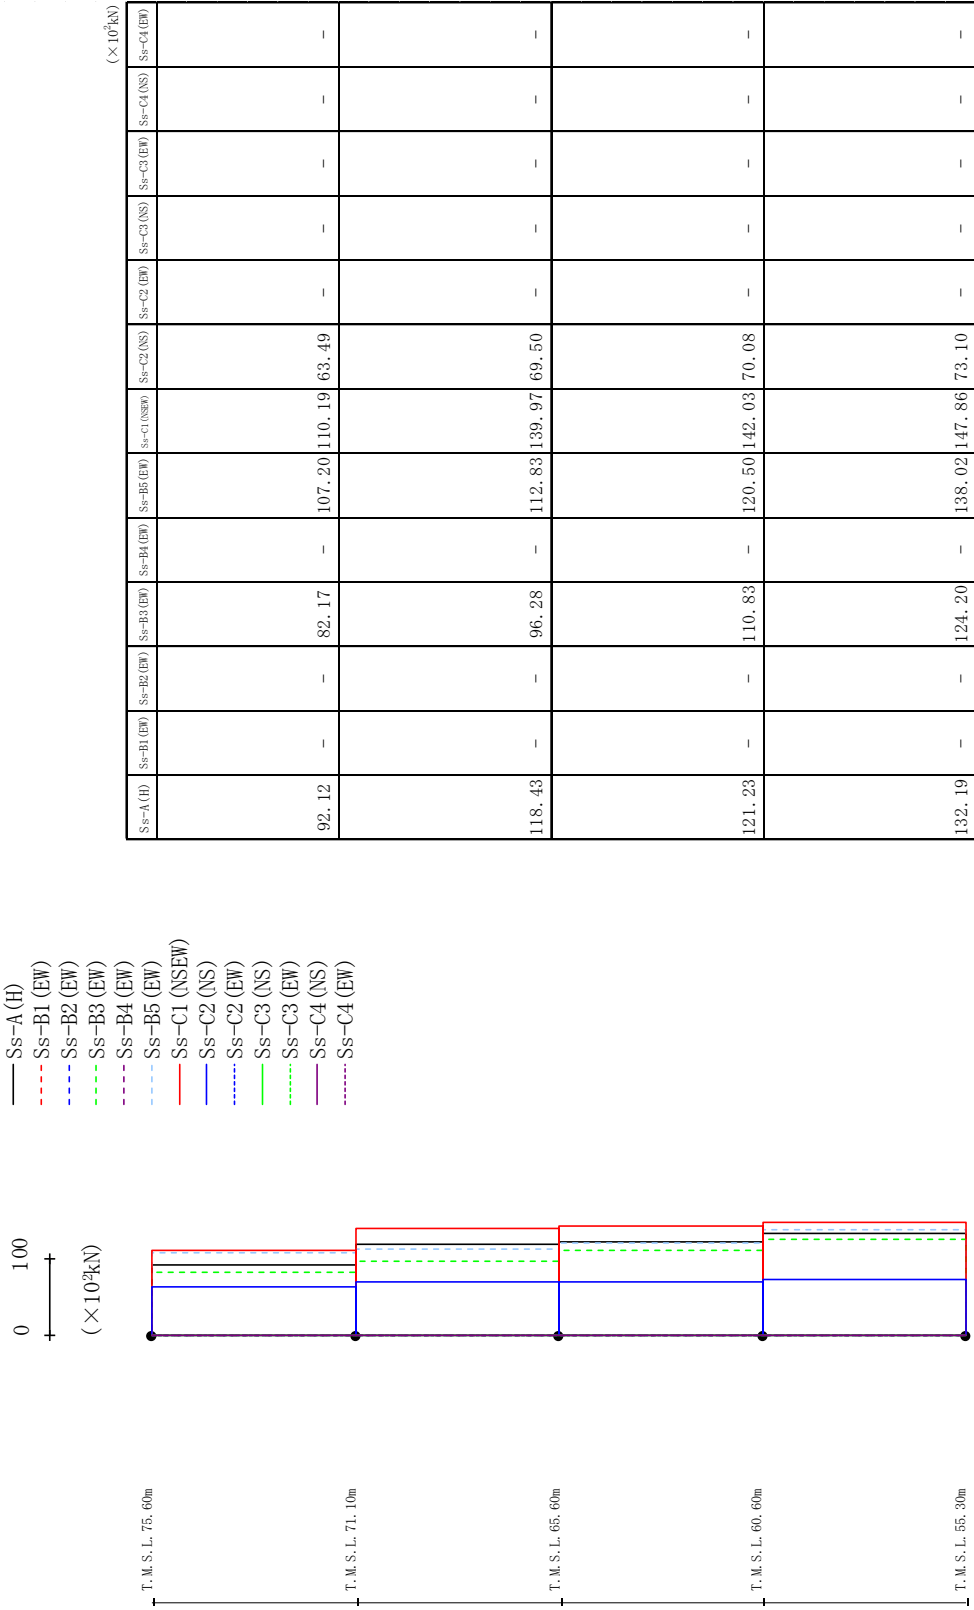 0 100
(×10²kN)
T.M.S.L. 75.60m
T.M.S.L. 71.10m
T.M.S.L. 65.60m
T.M.S.L. 60.60m
T.M.S.L. 55.30m
Ss-A(H)
Ss-B1(EW)
Ss-B2(EW)
Ss-B3(EW)
Ss-B4(EW)
Ss-B5(EW)
Ss-C1(NSEW)
Ss-C2(NS)
Ss-C2(EW)
Ss-C3(NS)
Ss-C3(EW)
Ss-C4(NS)
Ss-C4(EW)
(×10²kN)
Ss-A(H) Ss-B1(EW) Ss-B2(EW) Ss-B3(EW) Ss-B4(EW) Ss-B5(EW) Ss-C1(NSEW) Ss-C2(NS) Ss-C2(EW) Ss-C3(NS) Ss-C3(EW) Ss-C4(NS) Ss-C4(EW)
92.12 - - 82.17 - 107.20 110.19 63.49 - - - - -
118.43 - - 96.28 - 112.83 139.97 69.50 - - - - -
121.23 - - 110.83 - 120.50 142.03 70.08 - - - - -
132.19 - - 124.20 - 138.02 147.86 73.10 - - - - -